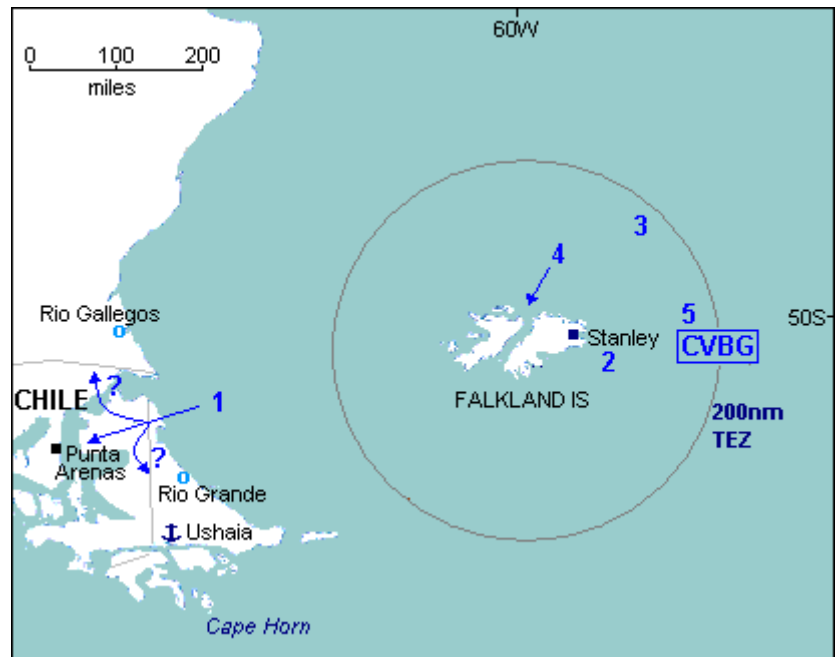 60W
0 100 200
miles
3
4
Rio Gallegos
5
50S
Stanley
CVBG
2
?
CHILE
1
FALKLAND IS
200nm
TEZ
Punta
Arenas
?
Rio Grande
Ushaia
Cape Horn